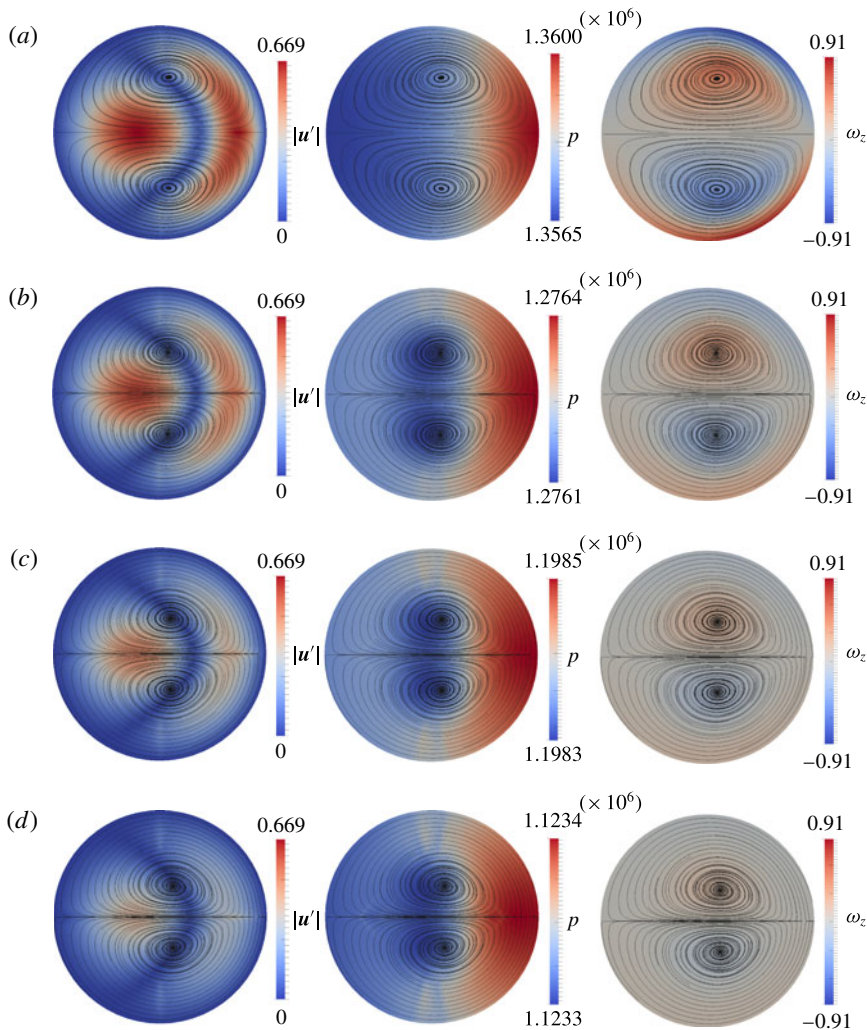 (a)
0.669
|u′|
0
1.3600
(× 10⁶)
p
1.3565
0.91
ω_z
−0.91
(b)
0.669
|u′|
0
1.2764
(× 10⁶)
p
1.2761
0.91
ω_z
−0.91
(c)
0.669
|u′|
0
1.1985
(× 10⁶)
p
1.1983
0.91
ω_z
−0.91
(d)
0.669
|u′|
0
1.1234
(× 10⁶)
p
1.1233
0.91
ω_z
−0.91